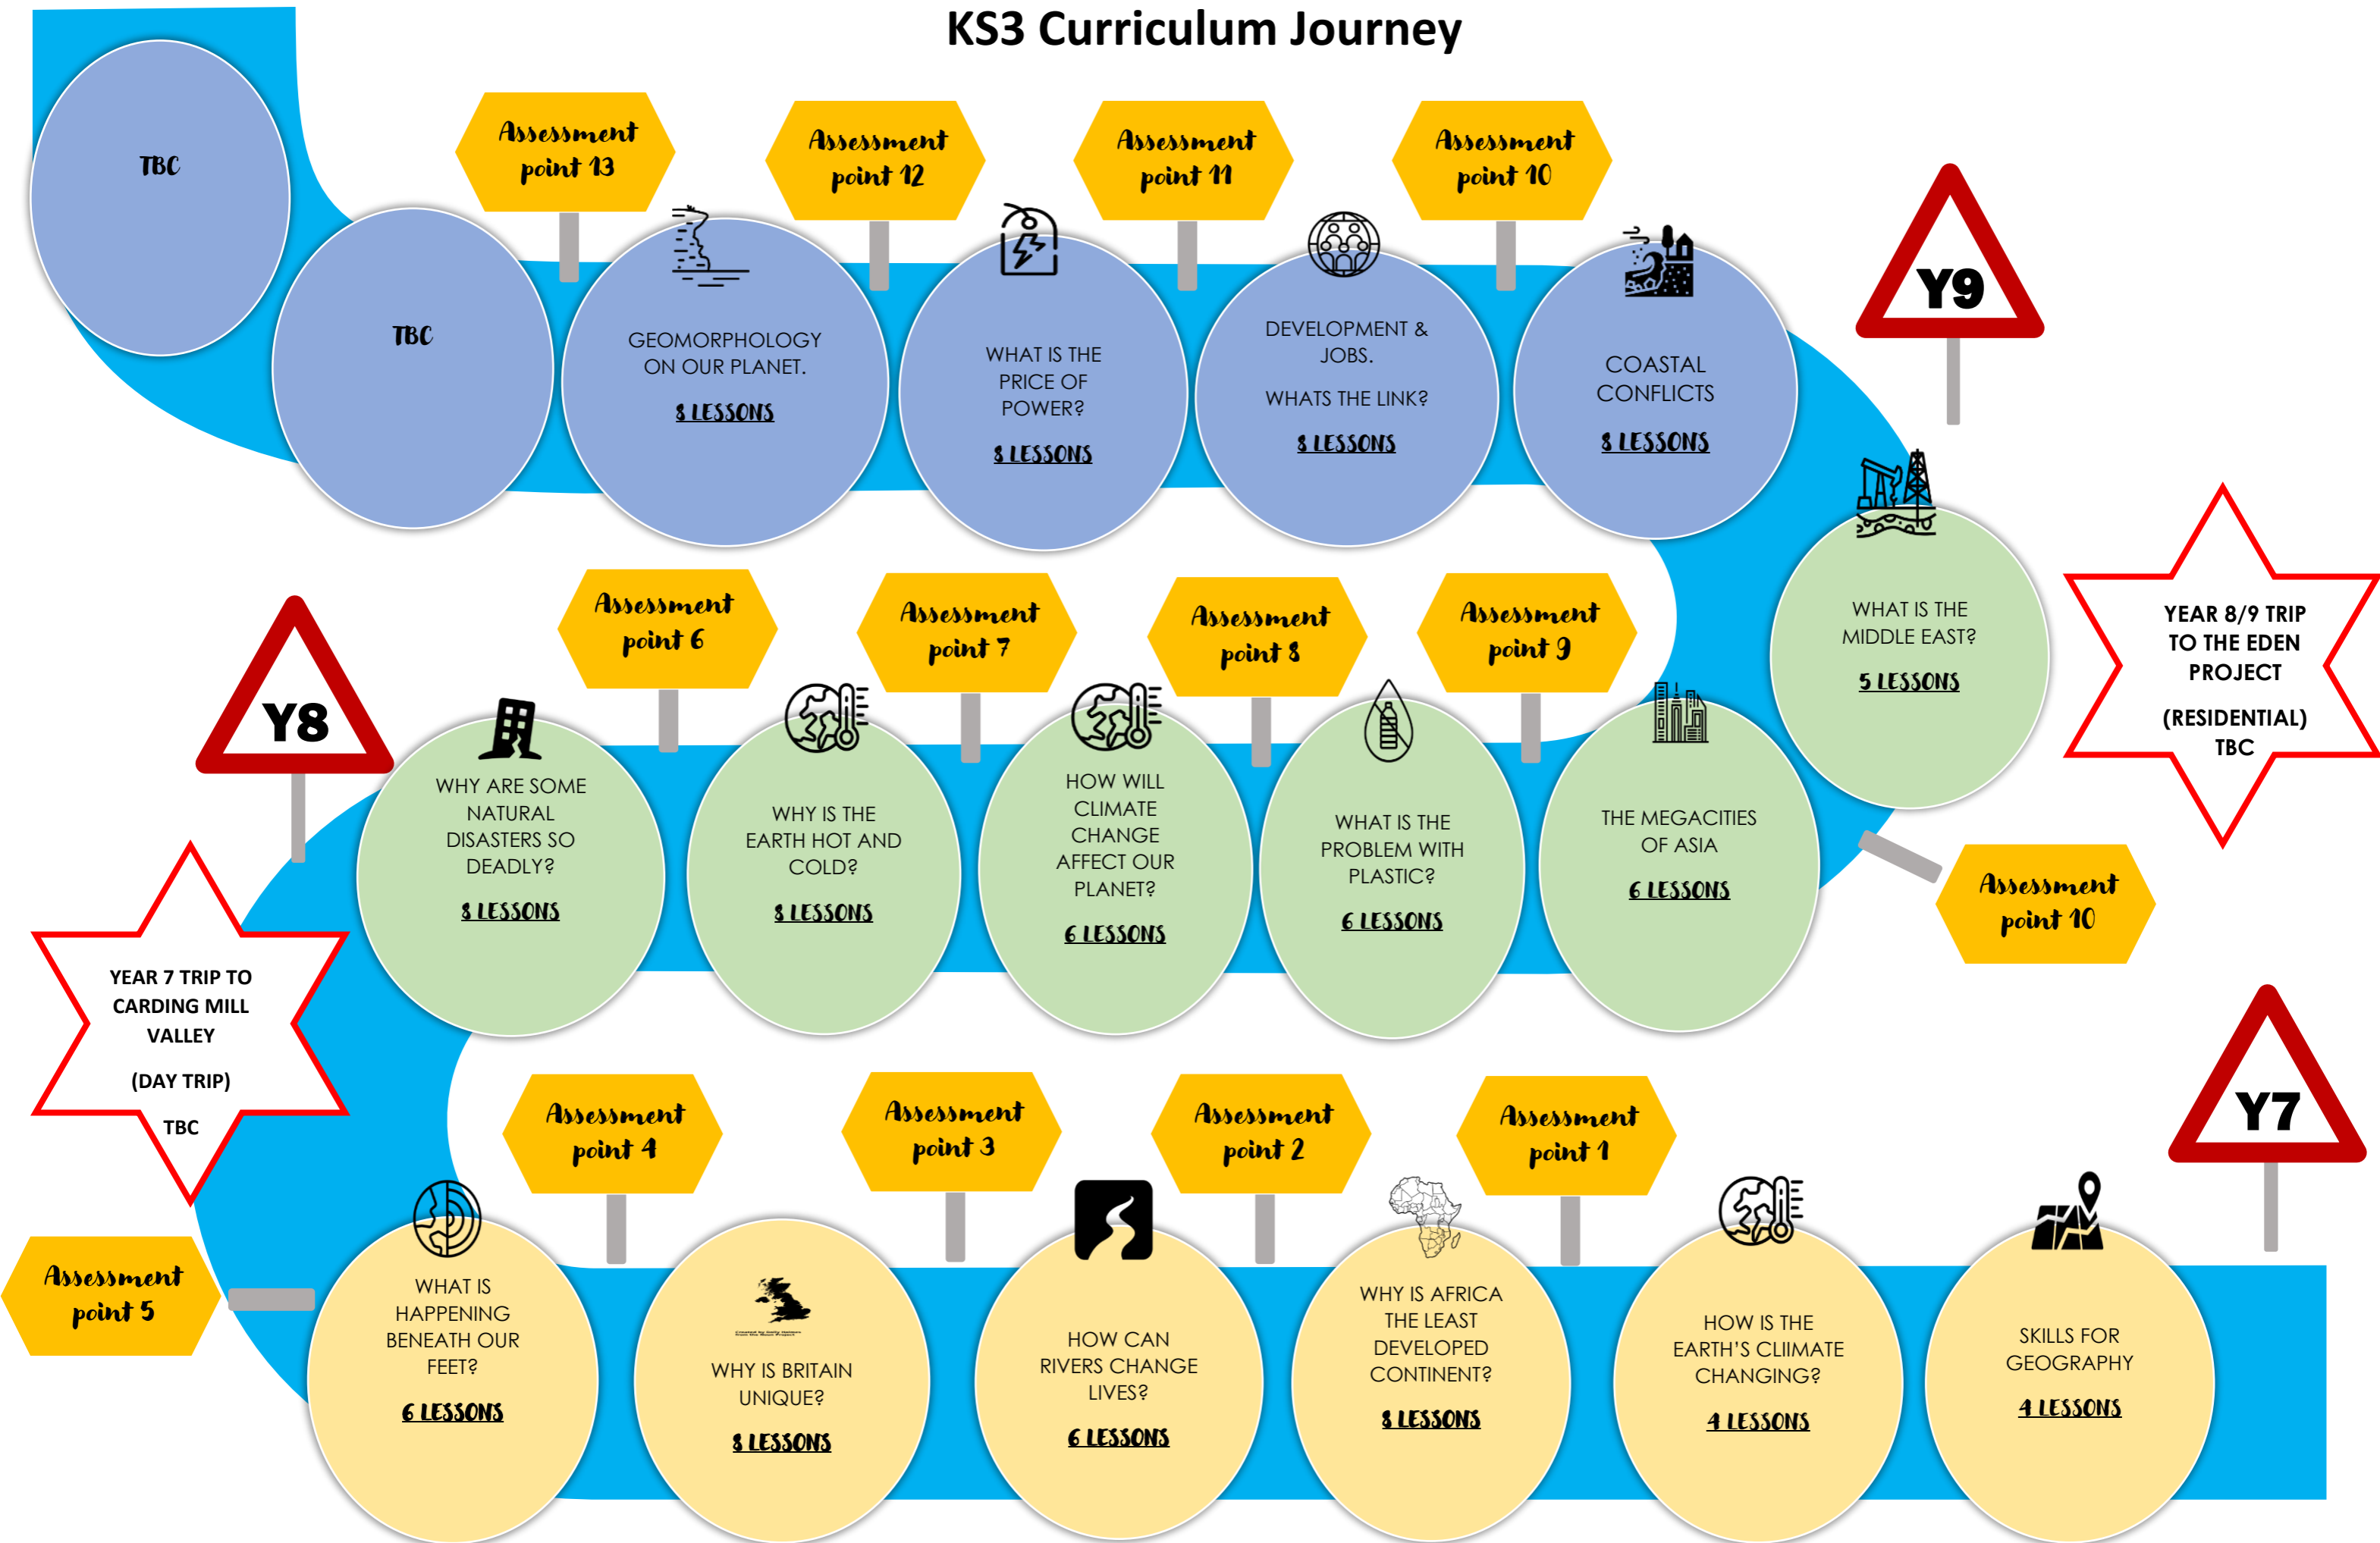 KS3 Curriculum Journey
Assessment
point 13
Assessment
point 12
Assessment
point 11
Assessment
point 10
TBC
TBC
GEOMORPHOLOGY
ON OUR PLANET.
8 LESSONS
WHAT IS THE
PRICE OF
POWER?
8 LESSONS
DEVELOPMENT &
JOBS.
WHATS THE LINK?
8 LESSONS
COASTAL
CONFLICTS
8 LESSONS
Y9
WHAT IS THE
MIDDLE EAST?
5 LESSONS
YEAR 8/9 TRIP
TO THE EDEN
PROJECT
(RESIDENTIAL)
TBC
Assessment
point 6
Assessment
point 7
Assessment
point 8
Assessment
point 9
Y8
WHY ARE SOME
NATURAL
DISASTERS SO
DEADLY?
8 LESSONS
WHY IS THE
EARTH HOT AND
COLD?
8 LESSONS
HOW WILL
CLIMATE
CHANGE
AFFECT OUR
PLANET?
6 LESSONS
WHAT IS THE
PROBLEM WITH
PLASTIC?
6 LESSONS
THE MEGACITIES
OF ASIA
6 LESSONS
Assessment
point 10
YEAR 7 TRIP TO
CARDING MILL
VALLEY
(DAY TRIP)
TBC
Assessment
point 4
Assessment
point 3
Assessment
point 2
Assessment
point 1
Y7
Assessment
point 5
WHAT IS
HAPPENING
BENEATH OUR
FEET?
6 LESSONS
Created by Emily Haldren
from the Noun Project
WHY IS BRITAIN
UNIQUE?
8 LESSONS
HOW CAN
RIVERS CHANGE
LIVES?
6 LESSONS
WHY IS AFRICA
THE LEAST
DEVELOPED
CONTINENT?
8 LESSONS
HOW IS THE
EARTH'S CLIIMATE
CHANGING?
4 LESSONS
SKILLS FOR
GEOGRAPHY
4 LESSONS